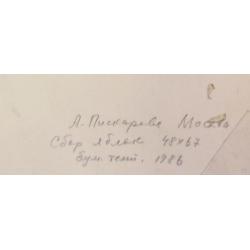 А. Пискарева Москва
Сбор яблок 48х67
бум. темп. 1986